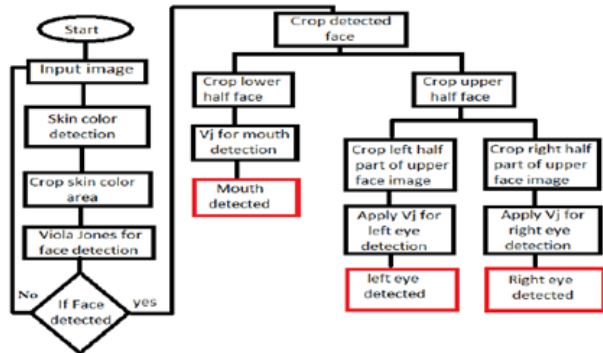 Start
Input image
Skin color
detection
Crop skin color
area
Viola Jones for
face detection
If Face
detected
No
yes
Crop detected
face
Crop lower
half face
Vj for mouth
detection
Mouth
detected
Crop upper
half face
Crop left half
part of upper
face image
Apply Vj for
left eye
detection
left eye
detected
Crop right half
part of upper
face image
Apply Vj for
right eye
detection
Right eye
detected